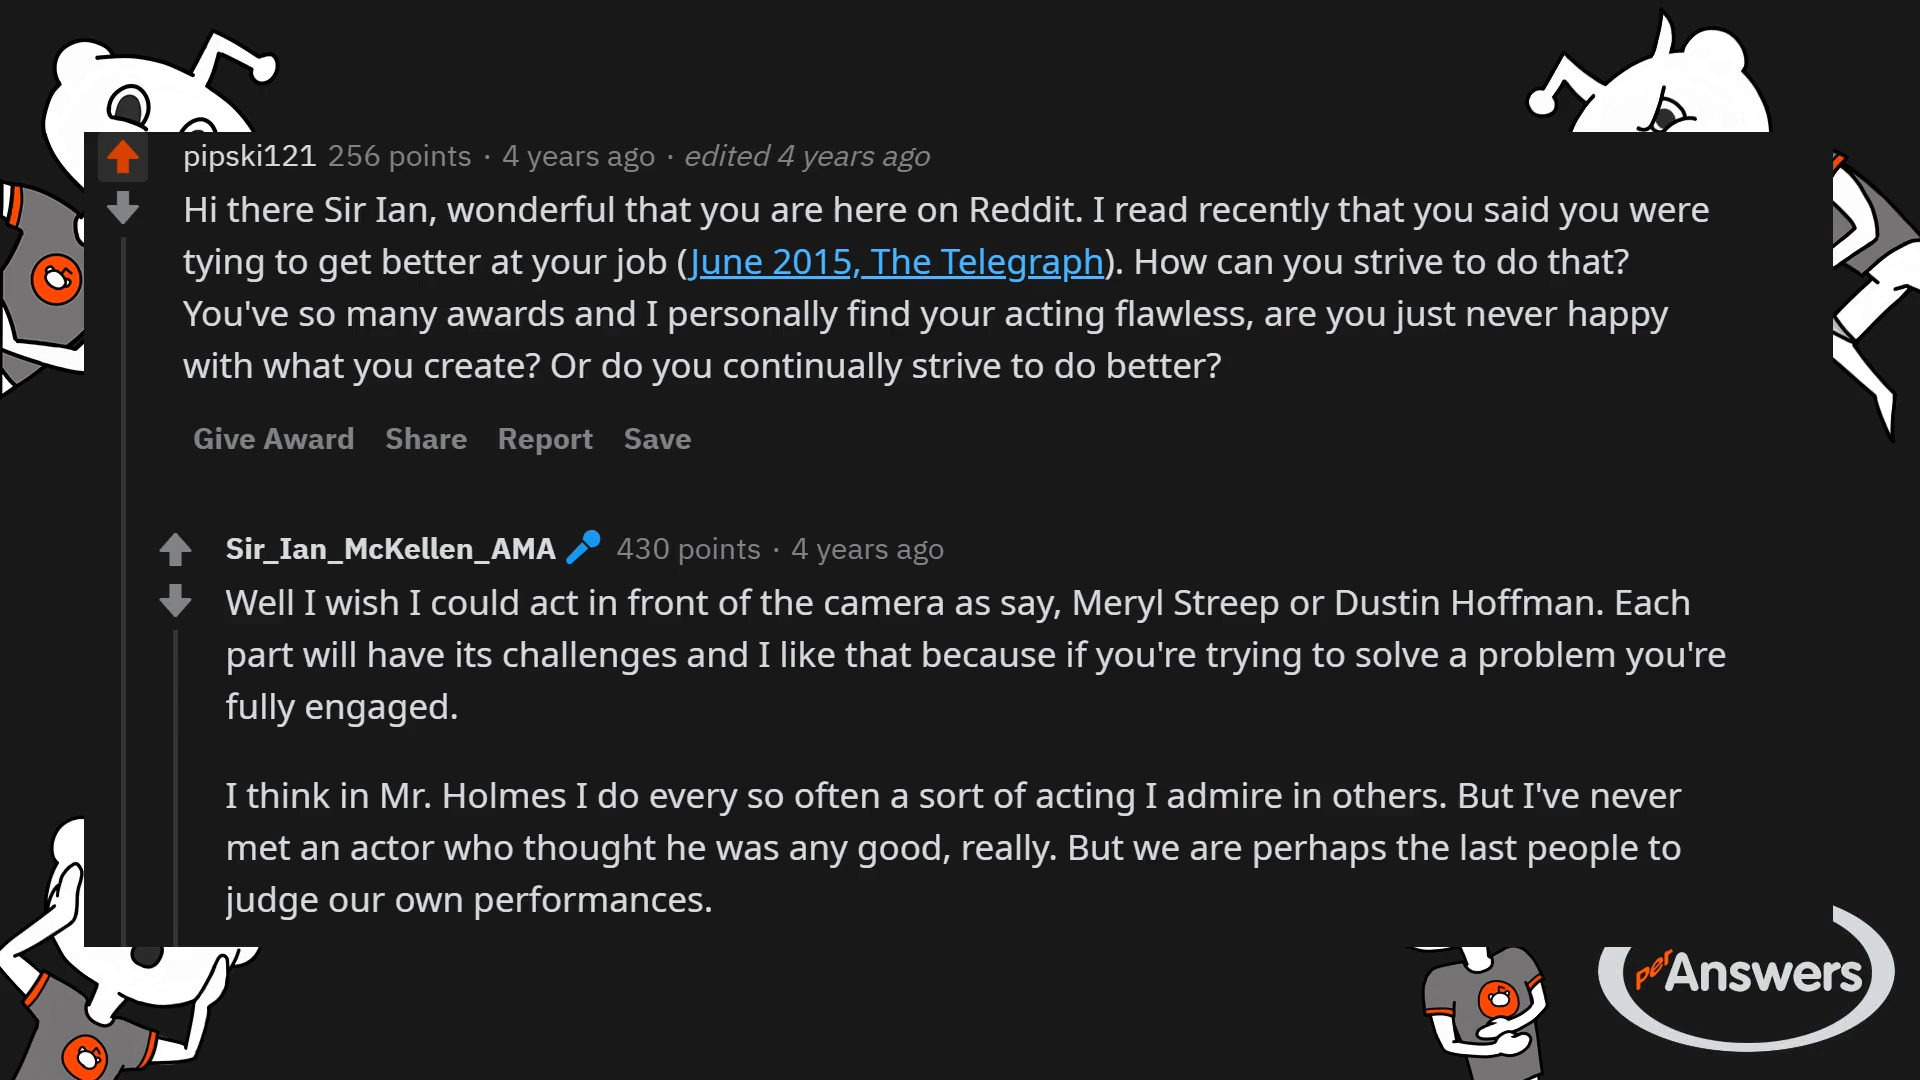 pipski121 256 points · 4 years ago · edited 4 years ago
Hi there Sir Ian, wonderful that you are here on Reddit. I read recently that you said you were
tying to get better at your job (June 2015, The Telegraph). How can you strive to do that?
You've so many awards and I personally find your acting flawless, are you just never happy
with what you create? Or do you continually strive to do better?
Give Award Share Report Save
Sir_Ian_McKellen_AMA 430 points · 4 years ago
Well I wish I could act in front of the camera as say, Meryl Streep or Dustin Hoffman. Each
part will have its challenges and I like that because if you're trying to solve a problem you're
fully engaged.
I think in Mr. Holmes I do every so often a sort of acting I admire in others. But I've never
met an actor who thought he was any good, really. But we are perhaps the last people to
judge our own performances.
perAnswers